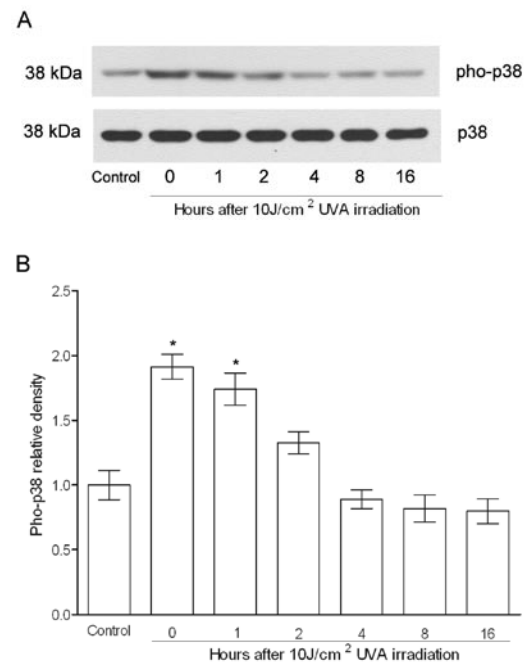 A
38 kDa pho-p38
38 kDa p38
Control 0 1 2 4 8 16
Hours after 10J/cm 2 UVA irradiation
B
Pho-p38 relative density
2.5
2.0
1.5
1.0
0.5
0.0
* *
Control 0 1 2 4 8 16
Hours after 10J/cm 2 UVA irradiation